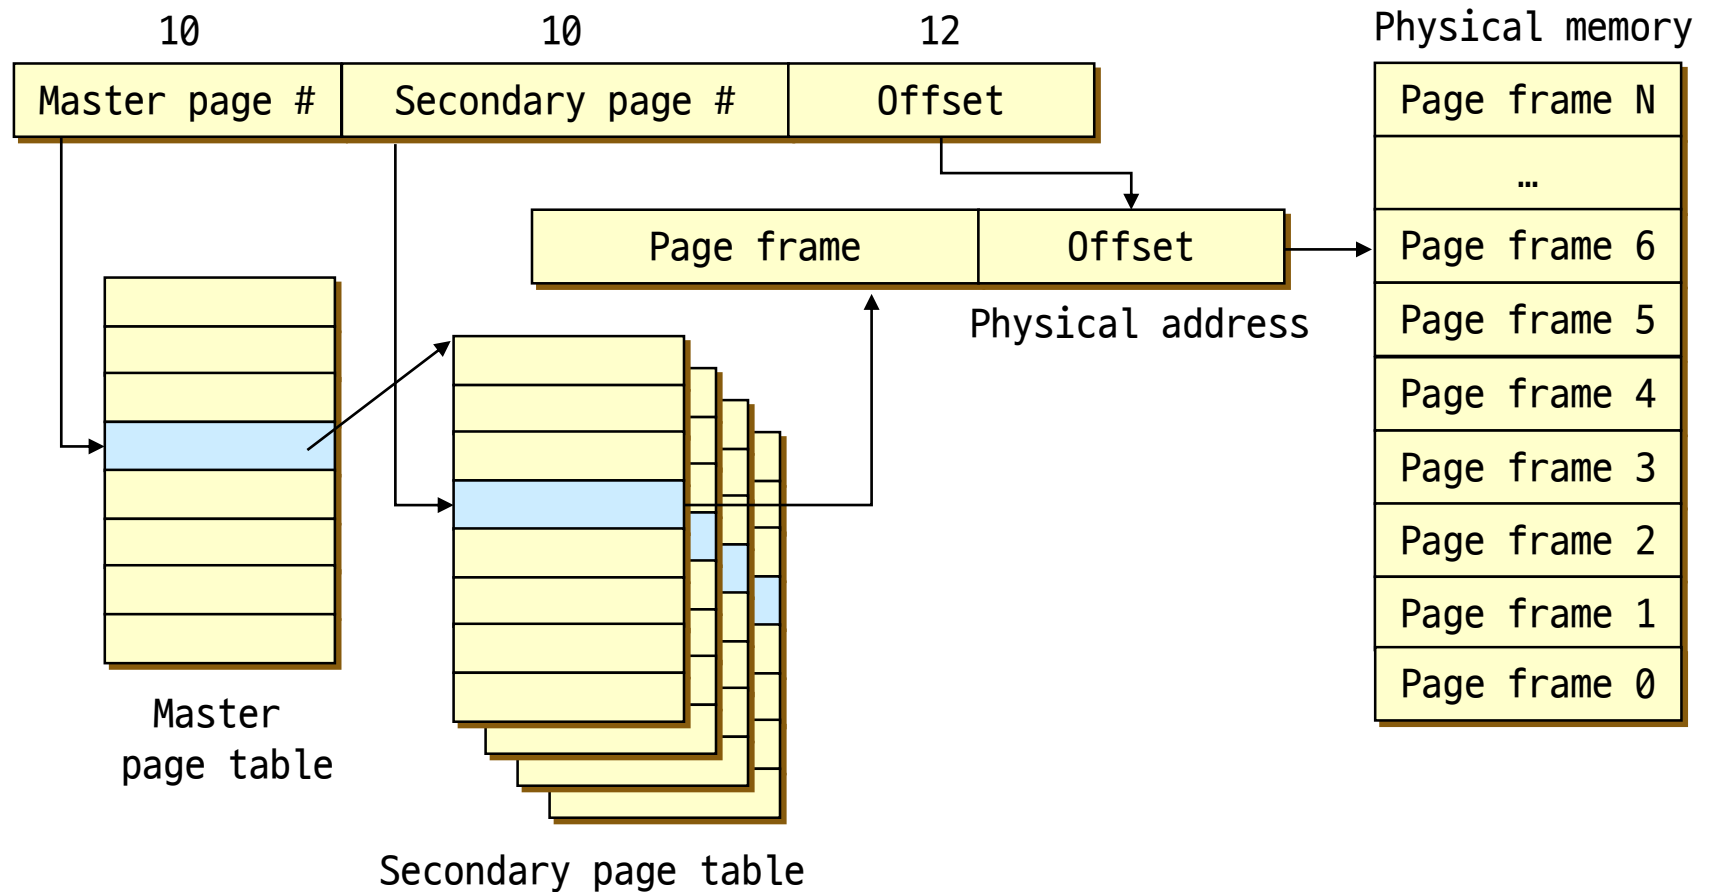 10 10 12
Master page # Secondary page # Offset
Page frame Offset
Physical address
Master
page table
Secondary page table
Physical memory
Page frame N
…
Page frame 6
Page frame 5
Page frame 4
Page frame 3
Page frame 2
Page frame 1
Page frame 0